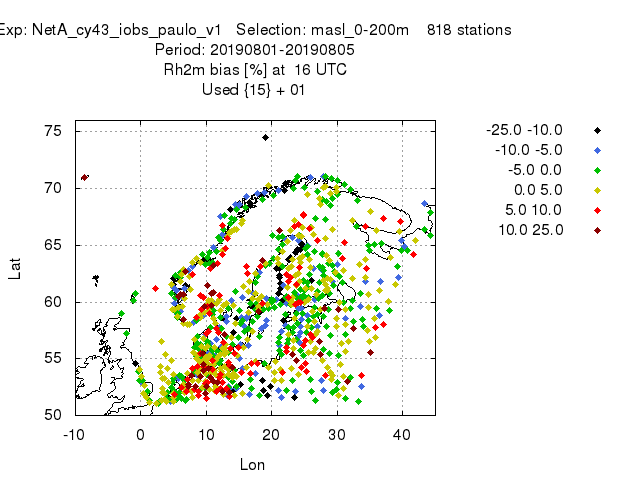 Exp: NetA_cy43_iobs_paulo_v1 Selection: masl_0-200m 818 stations
Period: 20190801-20190805
Rh2m bias [%] at 16 UTC
Used {15} + 01
-25.0 -10.0
-10.0 -5.0
-5.0 0.0
0.0 5.0
5.0 10.0
10.0 25.0
75
70
65
60
55
50
Lat
-10 0 10 20 30 40
Lon